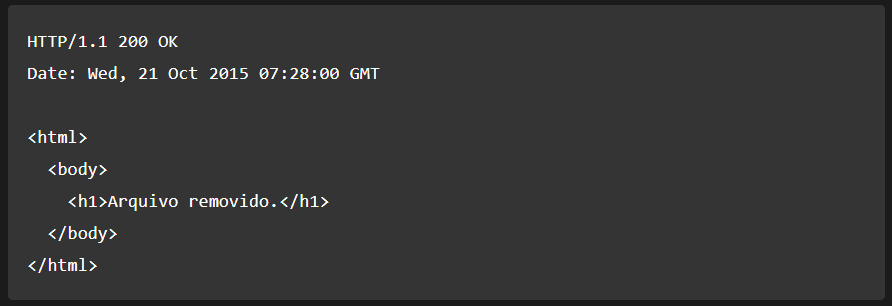 HTTP/1.1 200 OK
Date: Wed, 21 Oct 2015 07:28:00 GMT

<html>
  <body>
    <h1>Arquivo removido.</h1>
  </body>
</html>